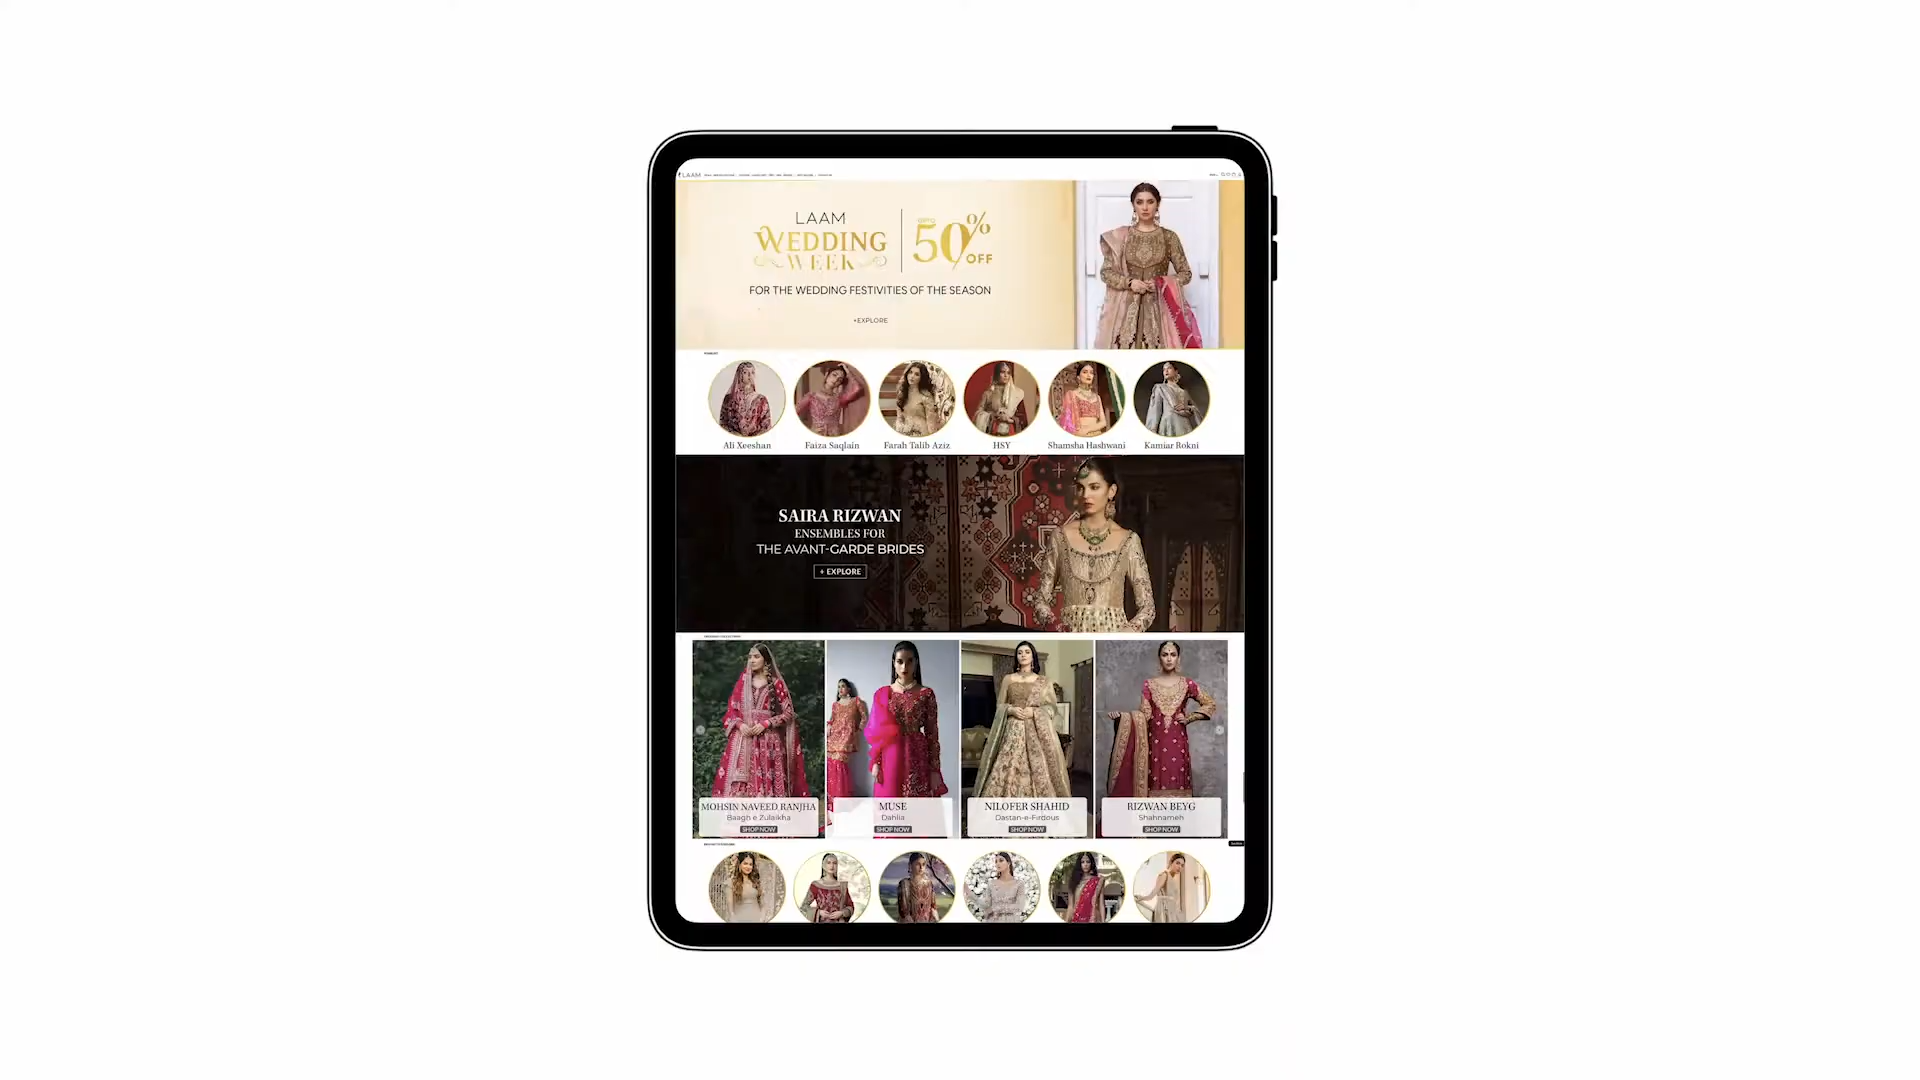 LAAM
LAAM
WEDDING
WEEK
UPTO
50% OFF
FOR THE WEDDING FESTIVITIES OF THE SEASON
+EXPLORE
Ali Xeeshan
Faiza Saqlain
Farah Talib Aziz
HSY
Shamsha Hashwani
Kamiar Rokni
SAIRA RIZWAN
ENSEMBLES FOR
THE AVANT-GARDE BRIDES
+ EXPLORE
MOHSIN NAVEED RANJHA
Baagh e Zulaikha
SHOP NOW
MUSE
Dahlia
SHOP NOW
NILOFER SHAHID
Dastan-e-Firdous
SHOP NOW
RIZWAN BEYG
Shahnameh
SHOP NOW